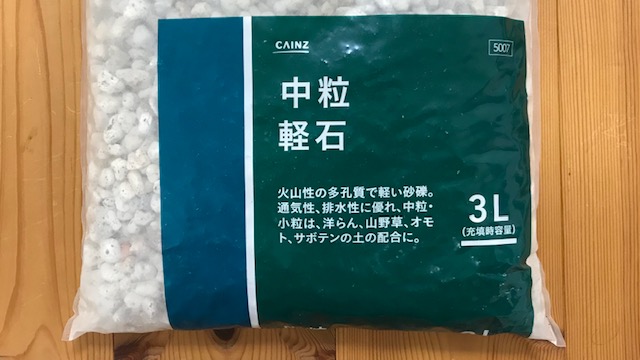 CAINZ
5007
中粒
軽石
火山性の多孔質で軽い砂礫。
通気性、排水性に優れ、中粒・
小粒は、洋らん、山野草、オモ
ト、サボテンの土の配合に。
3L
(充填時容量)